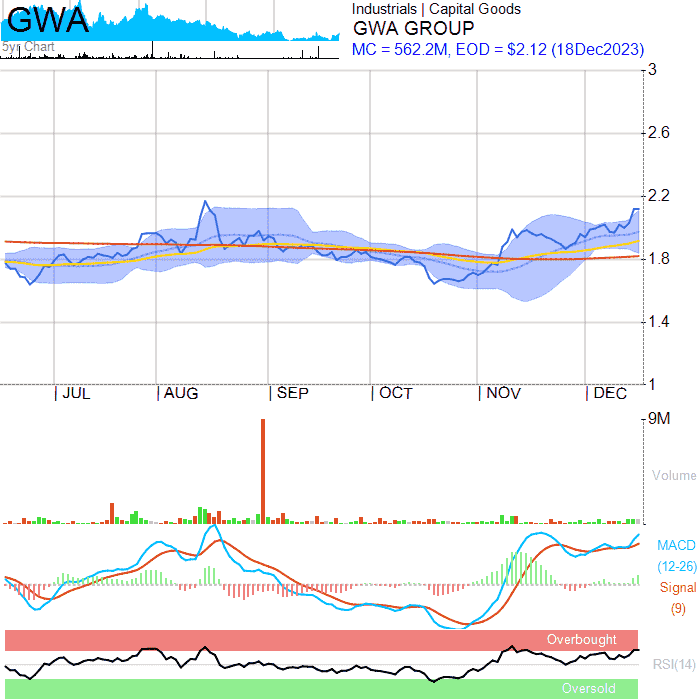 GWA
5yr Chart
Industrials | Capital Goods
GWA GROUP
MC = 562.2M, EOD = $2.12 (18Dec2023)
3
2.6
2.2
1.8
1.4
1
JUL AUG SEP OCT NOV DEC
9M
Volume
MACD
(12-26)
Signal
(9)
Overbought
RSI(14)
Oversold